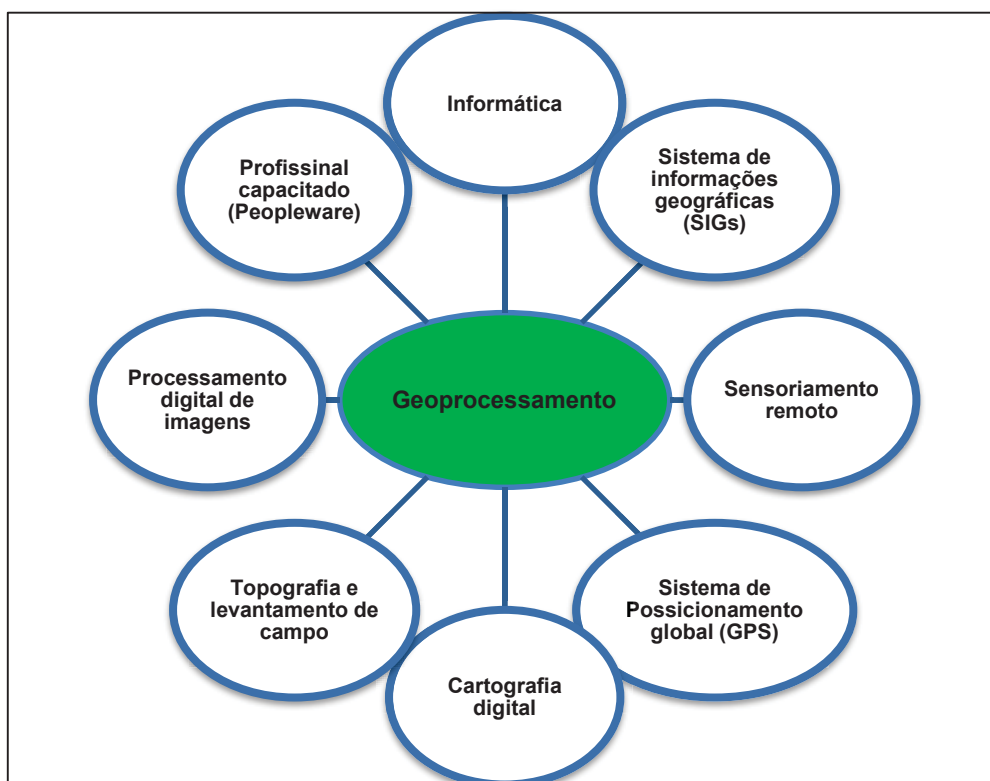 Informática
Profissinal
capacitado
(Peopleware)
Sistema de
informações
geográficas
(SIGs)
Processamento
digital de
imagens
Geoprocessamento
Sensoriamento
remoto
Topografia e
levantamento de
campo
Sistema de
Possicionamento
global (GPS)
Cartografia
digital